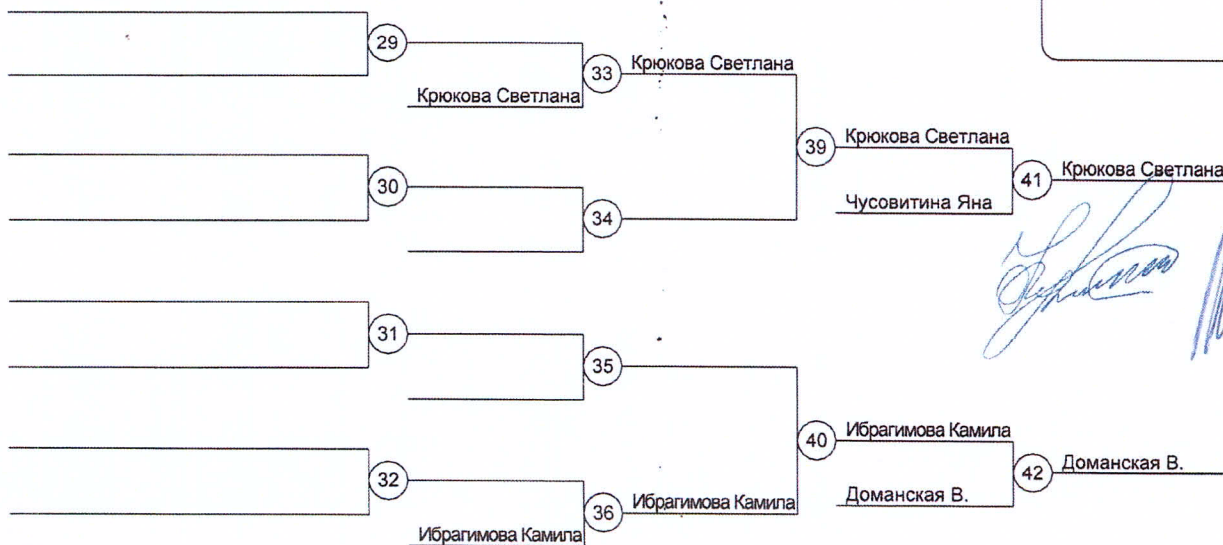 29
33 Крюкова Светлана
Крюкова Светлана
39 Крюкова Светлана
30
41 Крюкова Светлана
34
Чусовитина Яна
31
35
40 Ибрагимова Камила
32
42 Доманская В.
36 Ибрагимова Камила
Доманская В.
Ибрагимова Камила